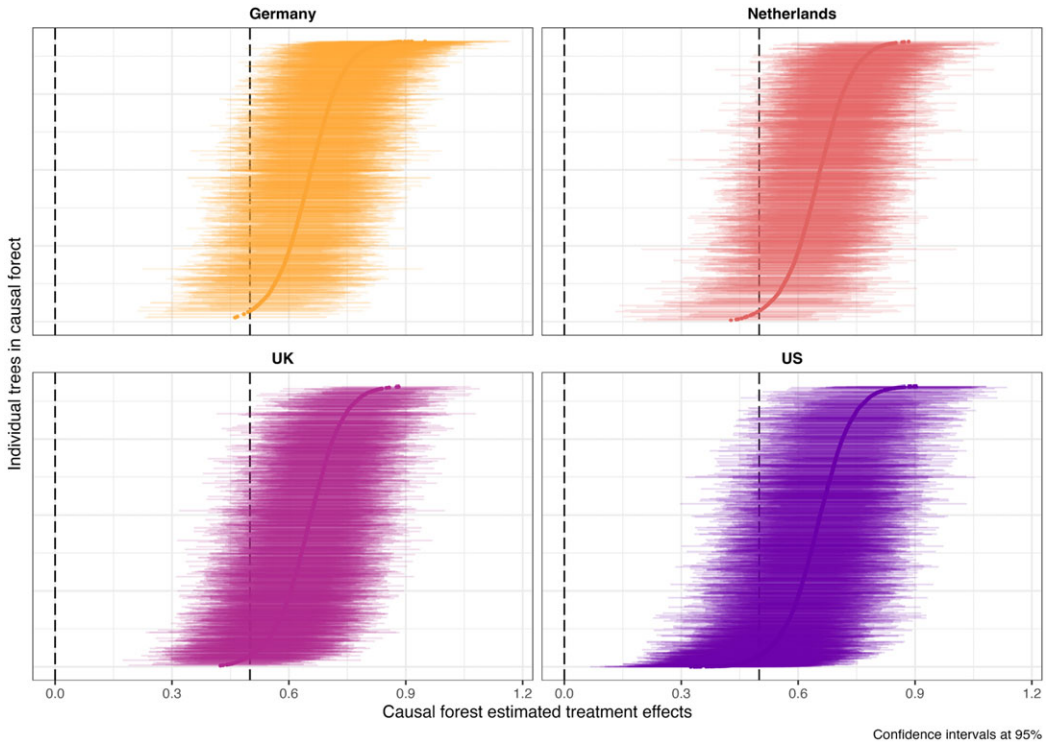 Germany
Netherlands
UK
US
Individual trees in causal forect
0.0 0.3 0.6 0.9 1.2
0.0 0.3 0.6 0.9 1.2
Causal forest estimated treatment effects
Confidence intervals at 95%